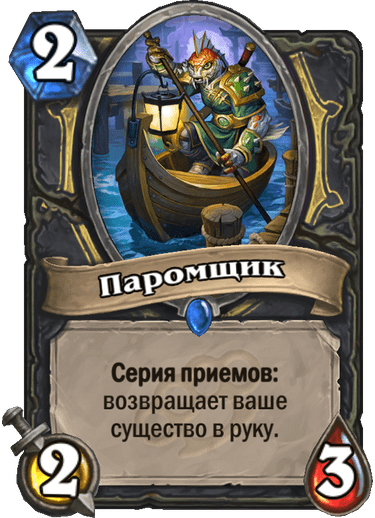 2
Паромщик
Серия приемов:
возвращает ваше
существо в руку.
2
3